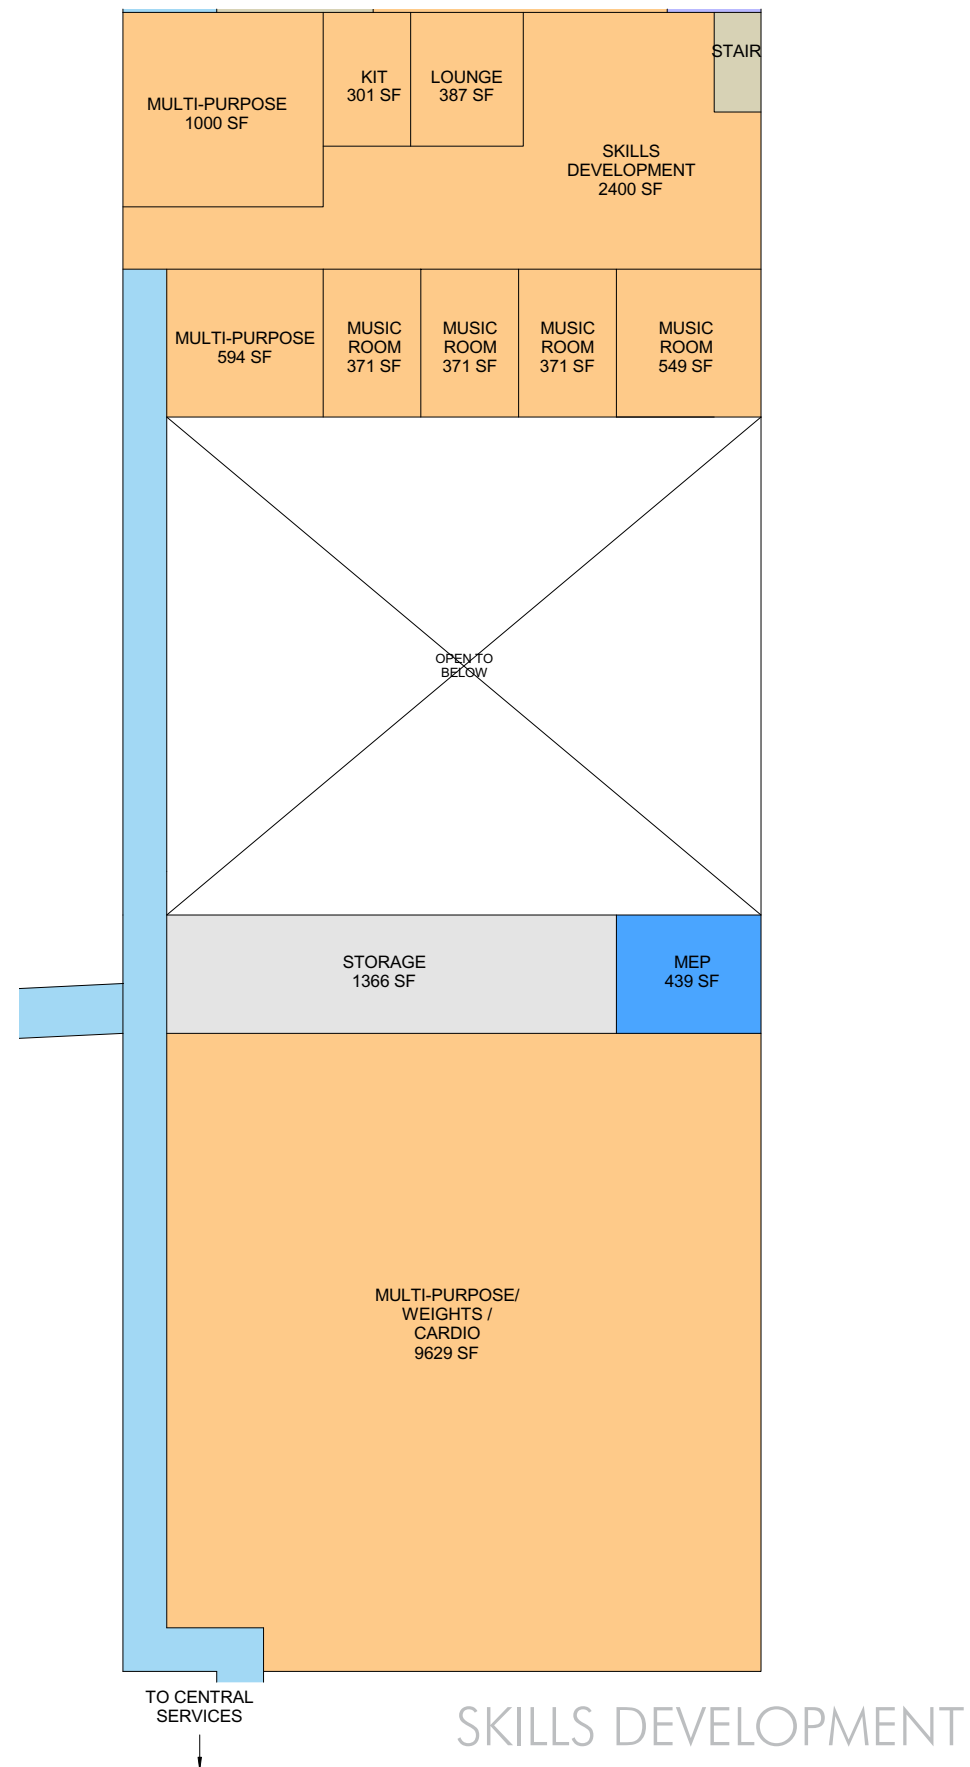 STAIR
KIT
301 SF
LOUNGE
387 SF
MULTI-PURPOSE
1000 SF
SKILLS
DEVELOPMENT
2400 SF
MULTI-PURPOSE
594 SF
MUSIC
ROOM
371 SF
MUSIC
ROOM
371 SF
MUSIC
ROOM
371 SF
MUSIC
ROOM
549 SF
OPEN TO
BELOW
STORAGE
1366 SF
MEP
439 SF
MULTI-PURPOSE/
WEIGHTS /
CARDIO
9629 SF
TO CENTRAL
SERVICES
SKILLS DEVELOPMENT